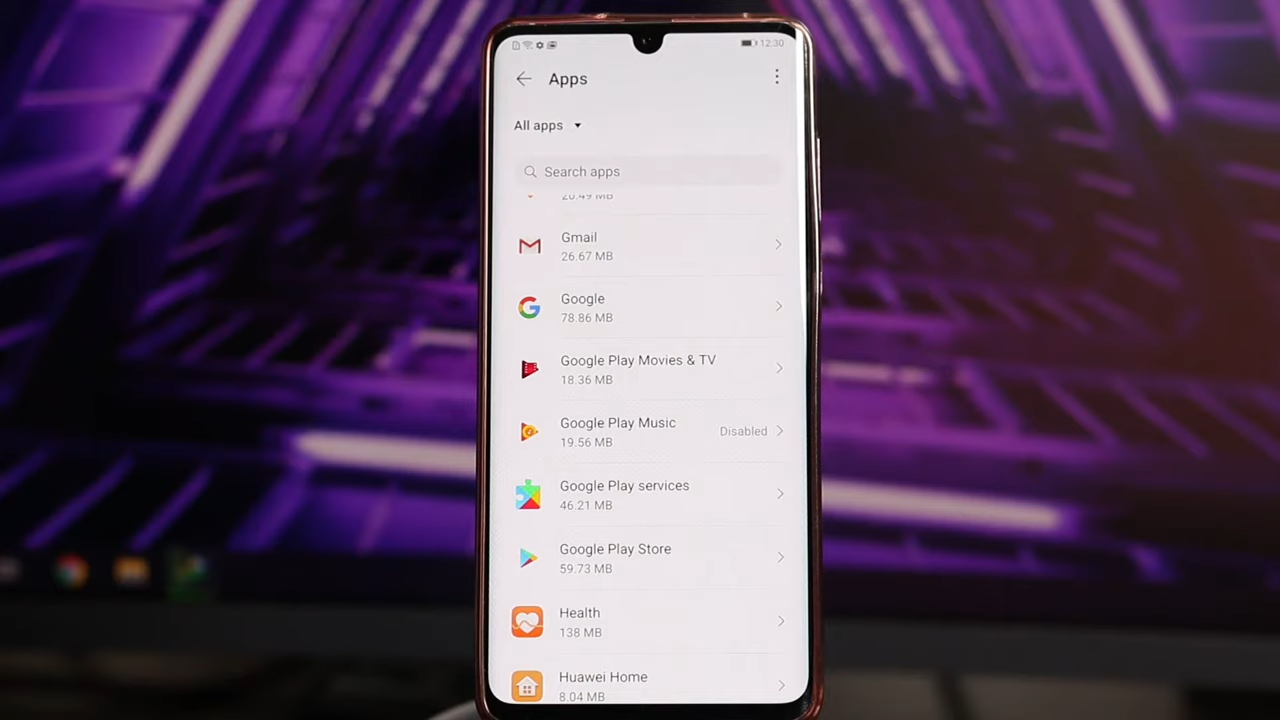 12:30
Apps
All apps
Search apps
20.49 MB
Gmail
26.67 MB
Google
78.86 MB
Google Play Movies & TV
18.36 MB
Google Play Music
19.56 MB
Disabled
Google Play services
46.21 MB
Google Play Store
59.73 MB
Health
138 MB
Huawei Home
8.04 MB